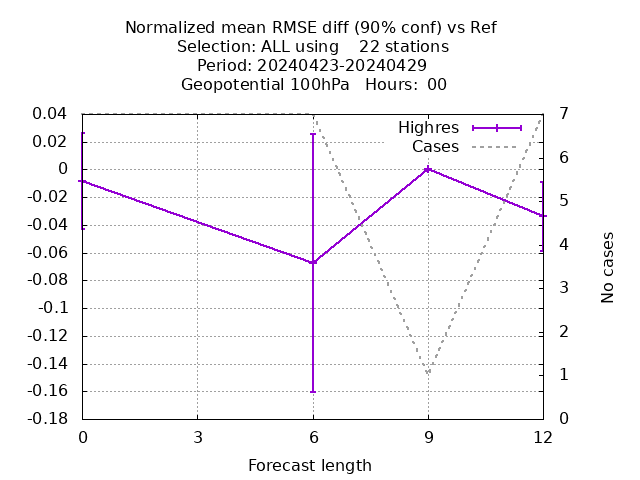 Normalized mean RMSE diff (90% conf) vs Ref
Selection: ALL using    22 stations
Period: 20240423-20240429
Geopotential 100hPa   Hours:  00
Highres
Cases
0.04
0.02
0
-0.02
-0.04
-0.06
-0.08
-0.1
-0.12
-0.14
-0.16
-0.18
7
6
5
4
3
2
1
0
No cases
0 3 6 9 12
Forecast length